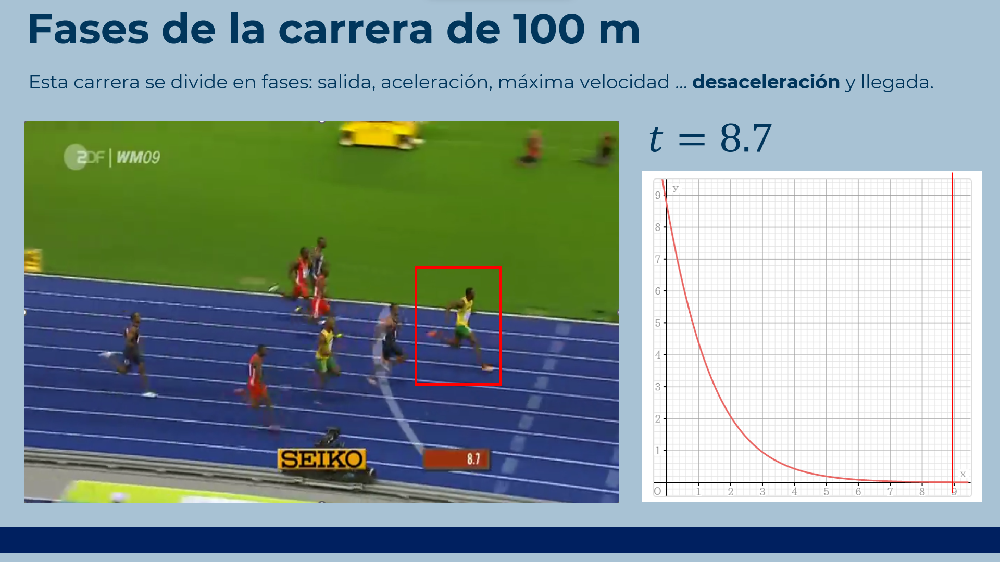 Fases de la carrera de 100 m
Esta carrera se divide en fases: salida, aceleración, máxima velocidad ... desaceleración y llegada.
ZDF | WM09
SEIKO
8.7
t = 8.7
y
9
8
7
6
5
4
3
2
1
x
O 1 2 3 4 5 6 7 8 9